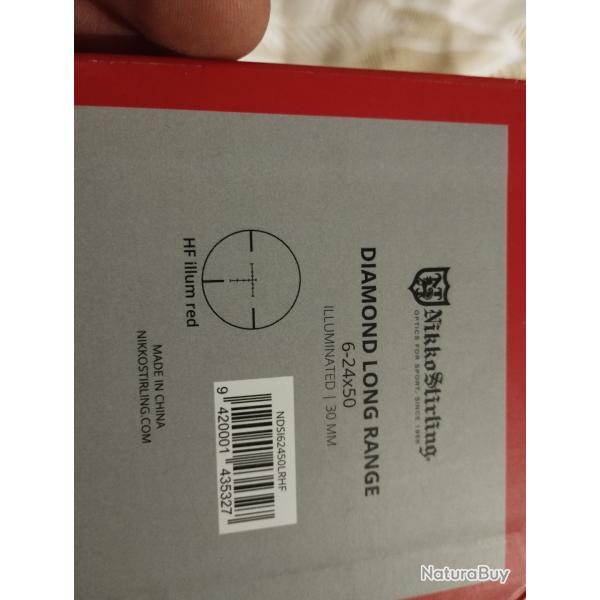 Nikko Stirling.
OPTICS FOR SPORT, SINCE 1956
DIAMOND LONG RANGE
6-24x50
ILLUMINATED | 30 MM
HF illum red
NDSI62450LRHF
9 420001 435327
MADE IN CHINA
NIKKOSTIRLING.COM
NaturaBuy